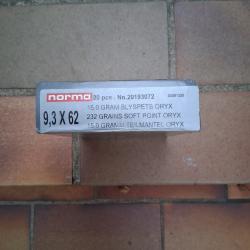 norma 20 pcs. No.20193072
15.0 GRAM BLYSPETS ORYX
9,3 X 62
232 GRAINS SOFT POINT ORYX
15.0 GRAMM TEILMANTEL ORYX